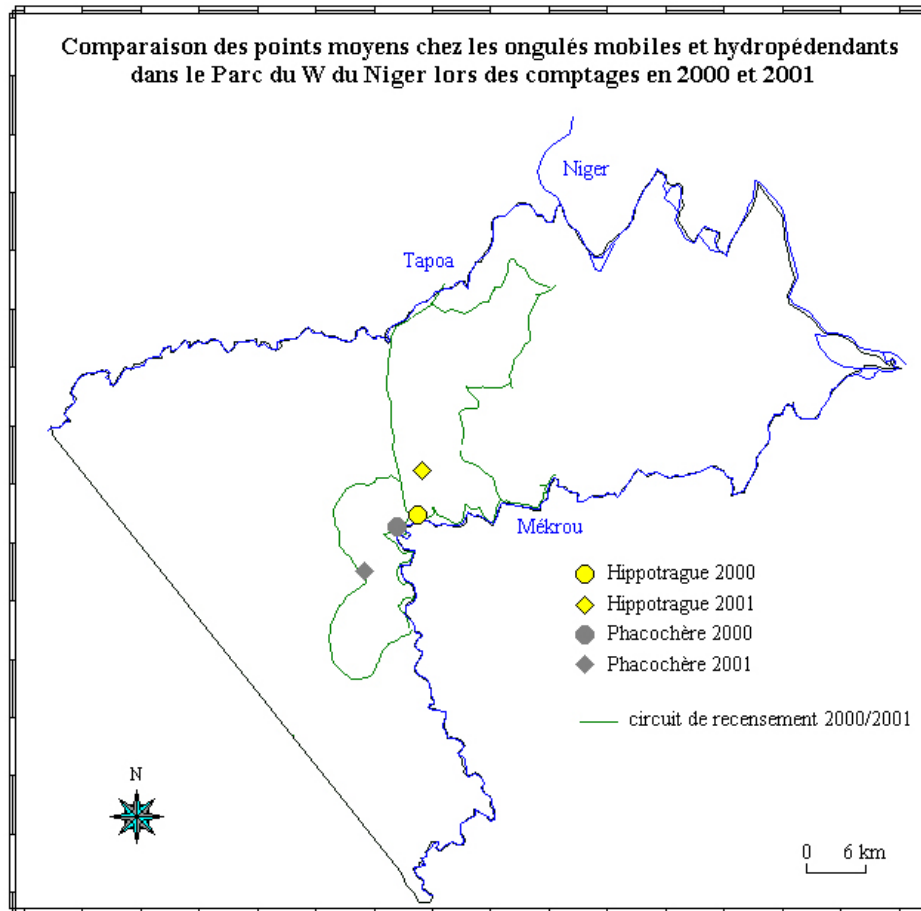 Comparaison des points moyens chez les ongulés mobiles et hydropédendants
dans le Parc du W du Niger lors des comptages en 2000 et 2001
Niger
Tapoa
Mékrou
Hippotrague 2000
Hippotrague 2001
Phacochère 2000
Phacochère 2001
circuit de recensement 2000/2001
N
0 6 km